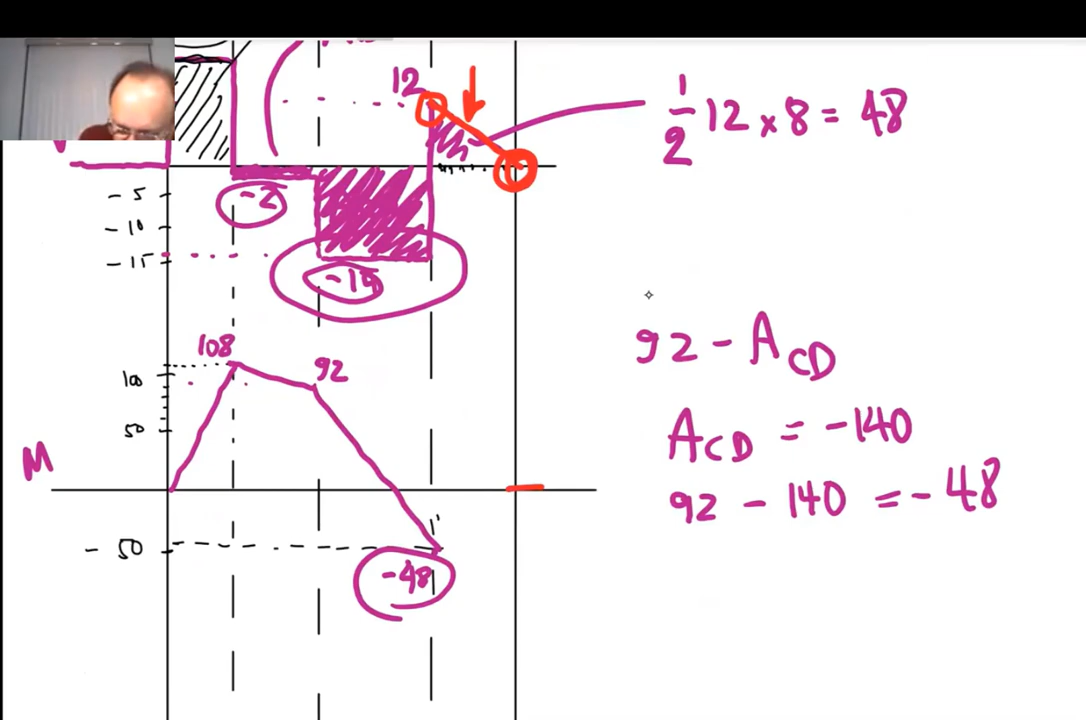 12
1/2 12 x 8 = 48
V
-5
-2
-10
-15
-14
92 - A_CD
108
92
100
50
A_CD = -140
M
92 - 140 = -48
-50
-48